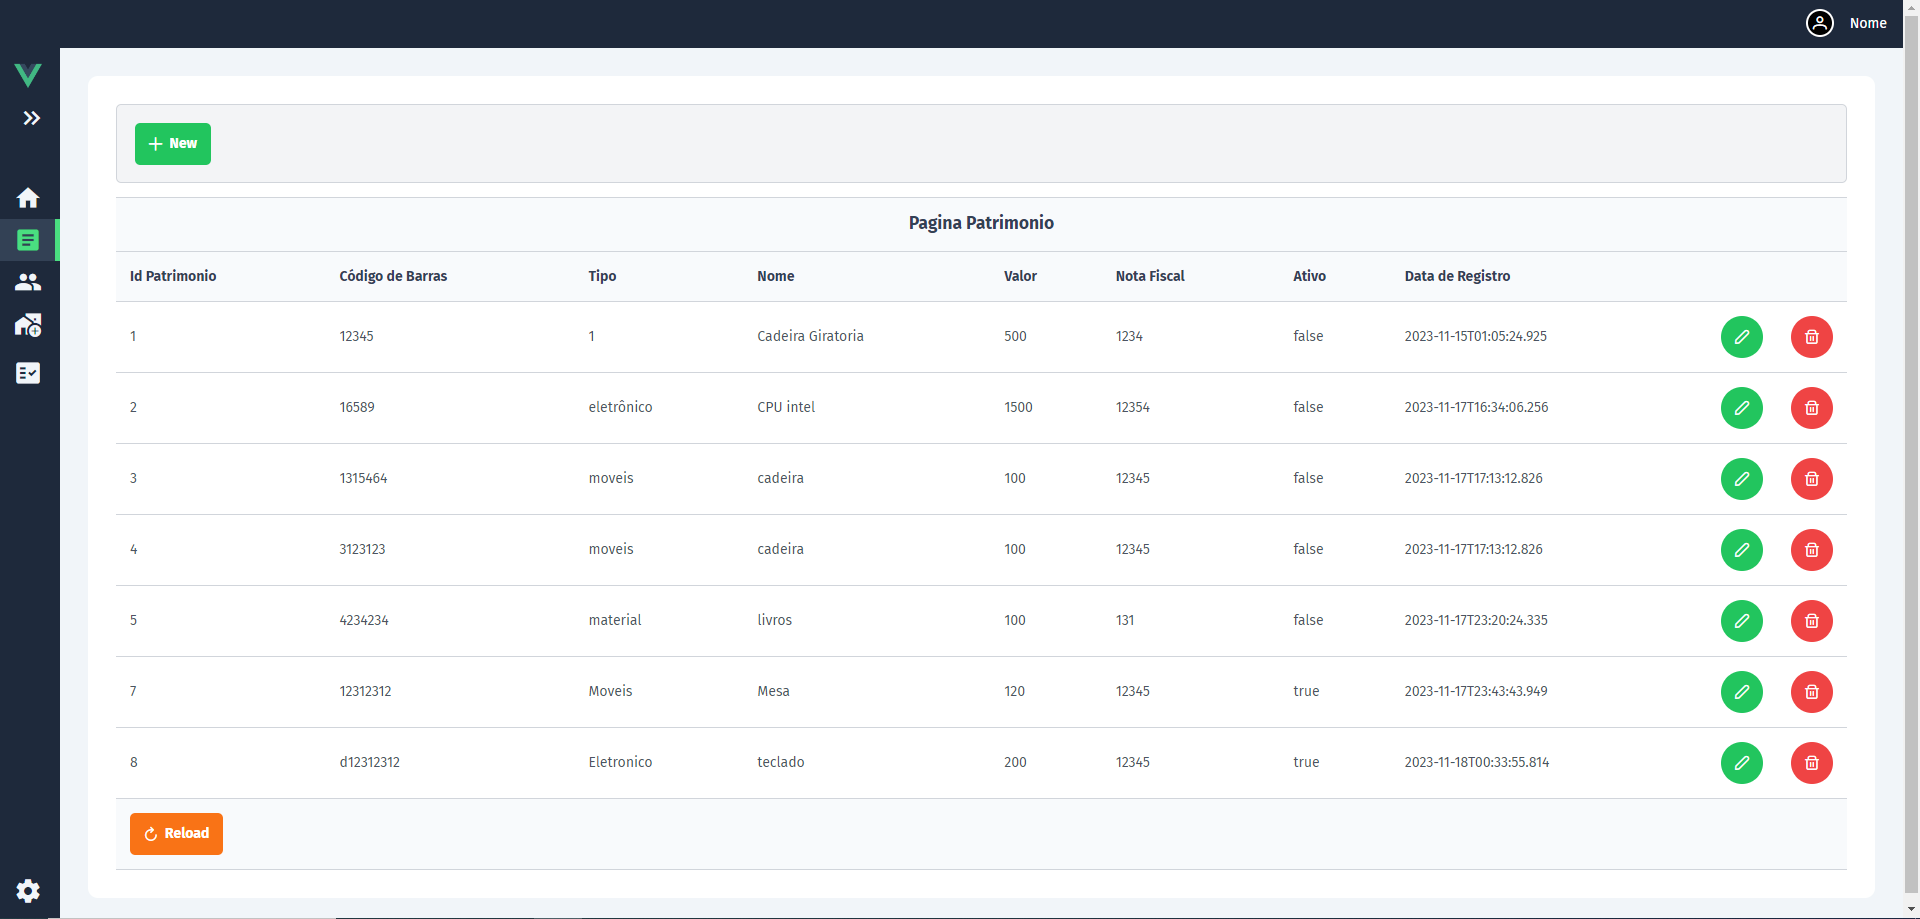 Nome
New
Pagina Patrimonio
Id Patrimonio Código de Barras Tipo Nome Valor Nota Fiscal Ativo Data de Registro
1 12345 1 Cadeira Giratoria 500 1234 false 2023-11-15T01:05:24.925
2 16589 eletrônico CPU intel 1500 12354 false 2023-11-17T16:34:06.256
3 1315464 moveis cadeira 100 12345 false 2023-11-17T17:13:12.826
4 3123123 moveis cadeira 100 12345 false 2023-11-17T17:13:12.826
5 4234234 material livros 100 131 false 2023-11-17T23:20:24.335
7 12312312 Moveis Mesa 120 12345 true 2023-11-17T23:43:43.949
8 d12312312 Eletronico teclado 200 12345 true 2023-11-18T00:33:55.814
Reload